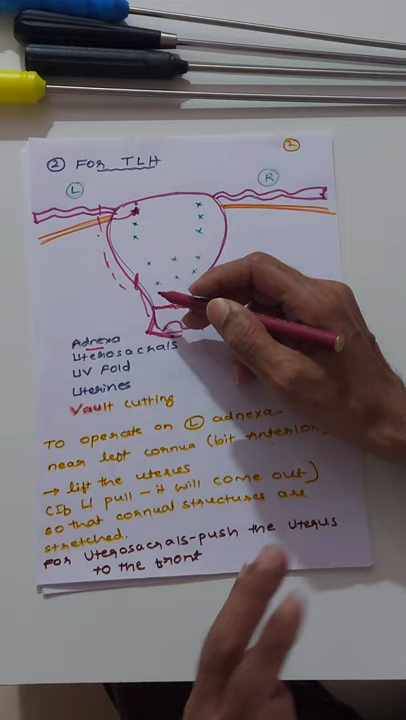 2
② For TLH
L
R
Adnexa
Uterosacrals
UV Fold
Uterines
Vault cutting
To operate on Ⓛ adnexa-
near left cornua (bit Anterior)
→ lift the uterus
pull - it will come out)
so that cornual structures are
stretched.
For Uterosacrals-push the Uterus
to the front